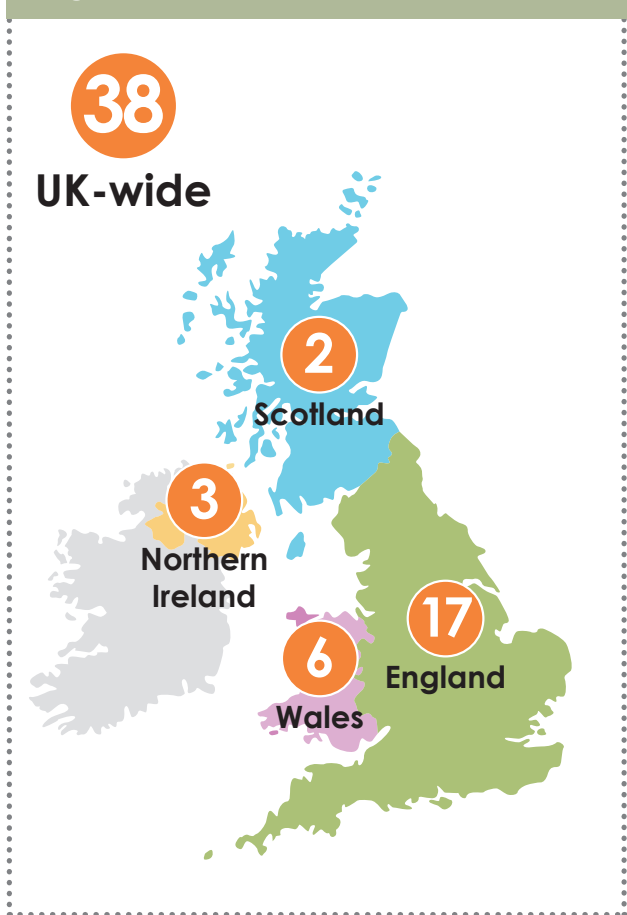 38
UK-wide
2
Scotland
3
Northern
Ireland
17
England
6
Wales